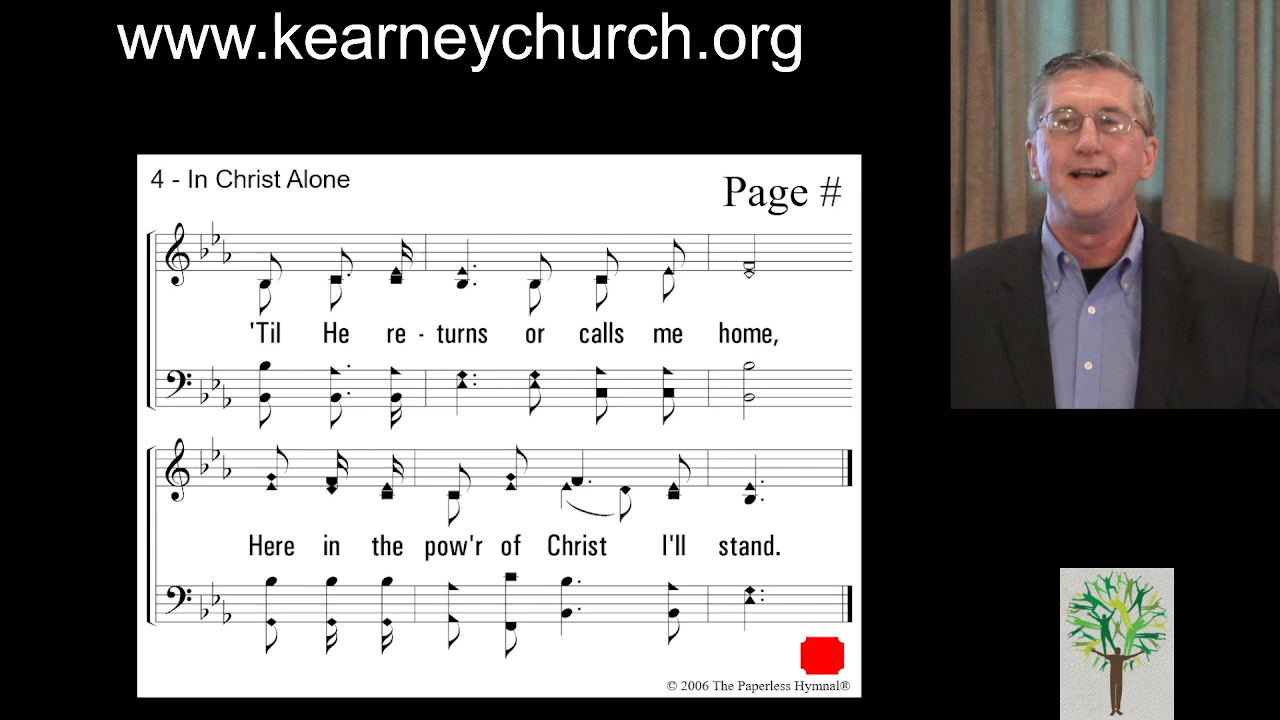 www.kearneychurch.org
4 - In Christ Alone
Page #
'Til He re - turns or calls me home,
Here in the pow'r of Christ I'll stand.
© 2006 The Paperless Hymnal®